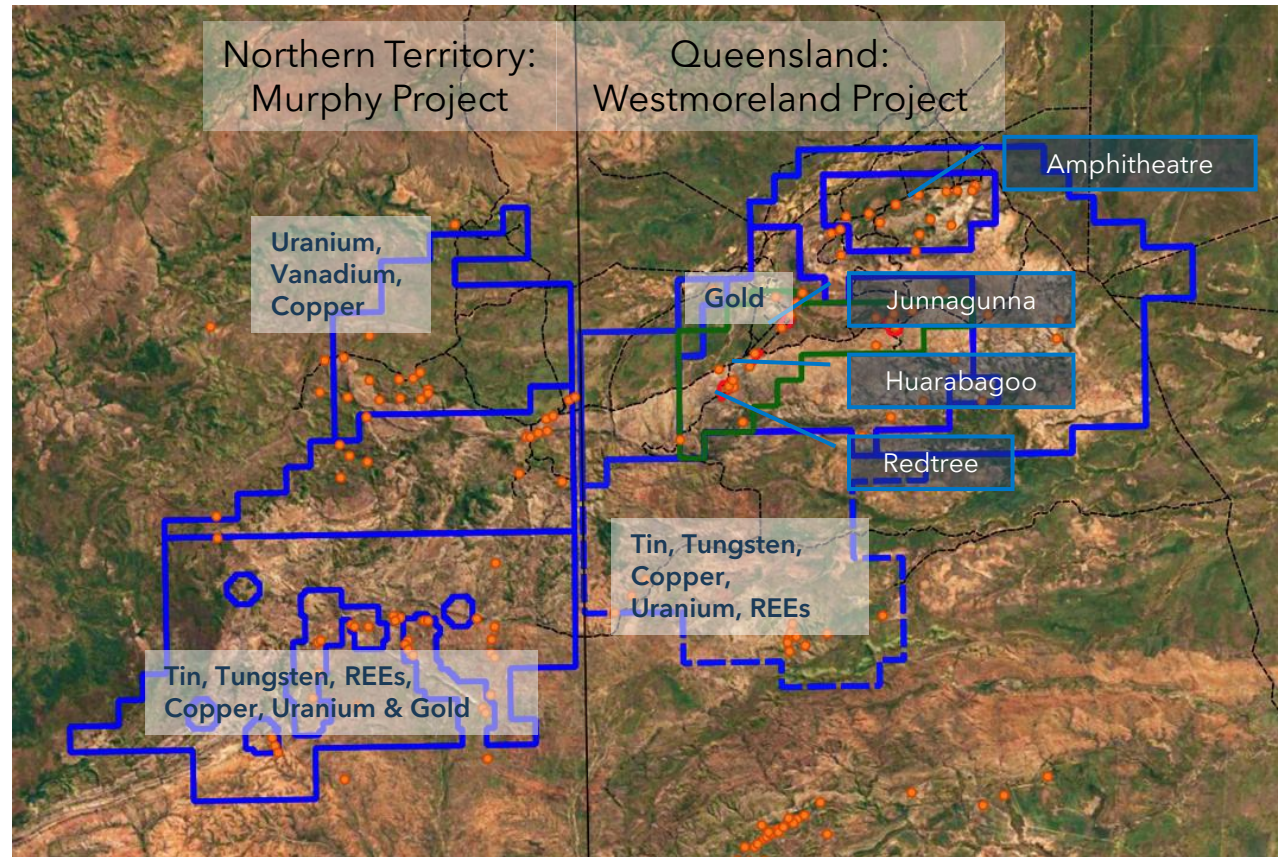 Northern Territory:
Murphy Project
Queensland:
Westmoreland Project
Amphitheatre
Uranium,
Vanadium,
Copper
Gold
Junnagunna
Huarabagoo
Redtree
Tin, Tungsten,
Copper,
Uranium, REEs
Tin, Tungsten, REEs,
Copper, Uranium & Gold